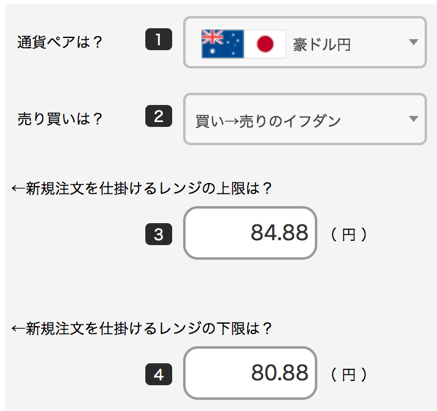 通貨ペアは？ 1 豪ドル円
売り買いは？ 2 買い→売りのイフダン
←新規注文を仕掛けるレンジの上限は？
3 84.88 （円）
←新規注文を仕掛けるレンジの下限は？
4 80.88 （円）